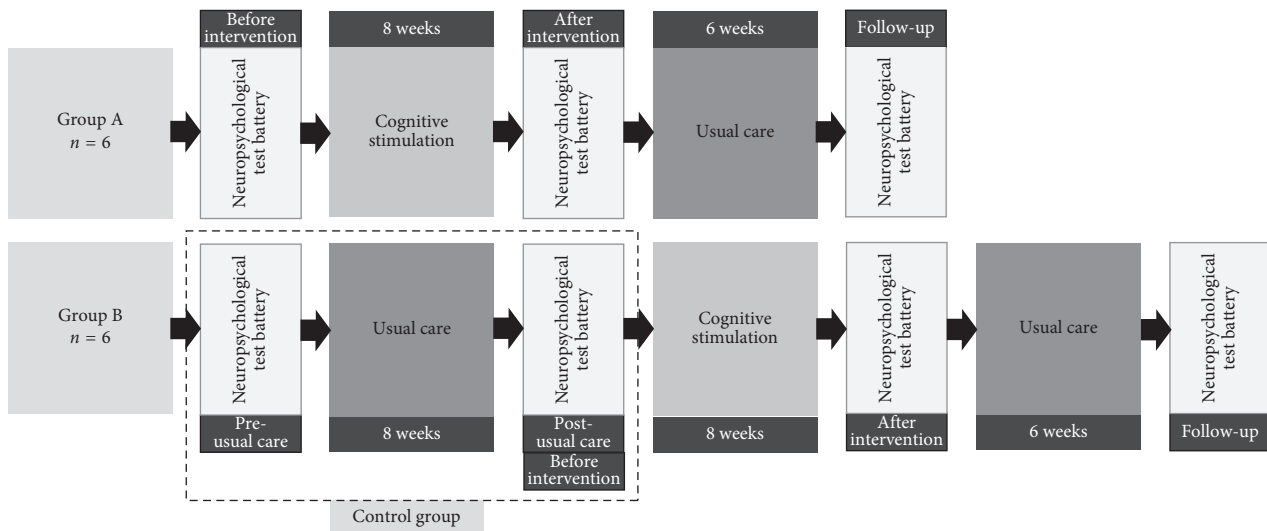 Before
intervention
8 weeks
After
intervention
6 weeks
Follow-up
Group A
n = 6
Neuropsychological
test battery
Cognitive
stimulation
Neuropsychological
test battery
Usual care
Neuropsychological
test battery
Group B
n = 6
Neuropsychological
test battery
Usual care
Neuropsychological
test battery
Cognitive
stimulation
Neuropsychological
test battery
Usual care
Neuropsychological
test battery
Pre-
usual care
8 weeks
Post-
usual care
Before
intervention
8 weeks
After
intervention
6 weeks
Follow-up
Control group